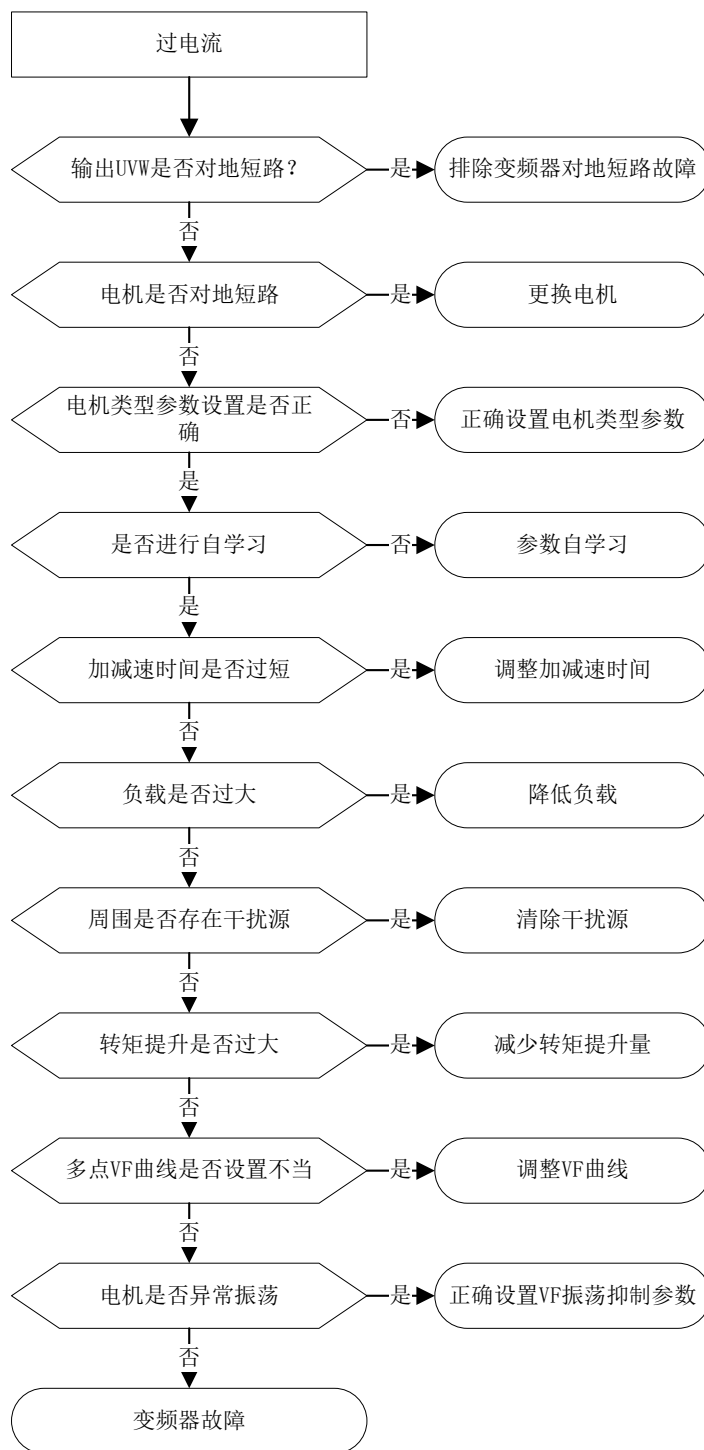 过电流
输出UVW是否对地短路?
是
排除变频器对地短路故障
否
电机是否对地短路
是
更换电机
否
电机类型参数设置是否正
确
否
正确设置电机类型参数
是
是否进行自学习
否
参数自学习
是
加减速时间是否过短
是
调整加减速时间
否
负载是否过大
是
降低负载
否
周围是否存在干扰源
是
清除干扰源
否
转矩提升是否过大
是
减少转矩提升量
否
多点VF曲线是否设置不当
是
调整VF曲线
否
电机是否异常振荡
是
正确设置VF振荡抑制参数
否
变频器故障